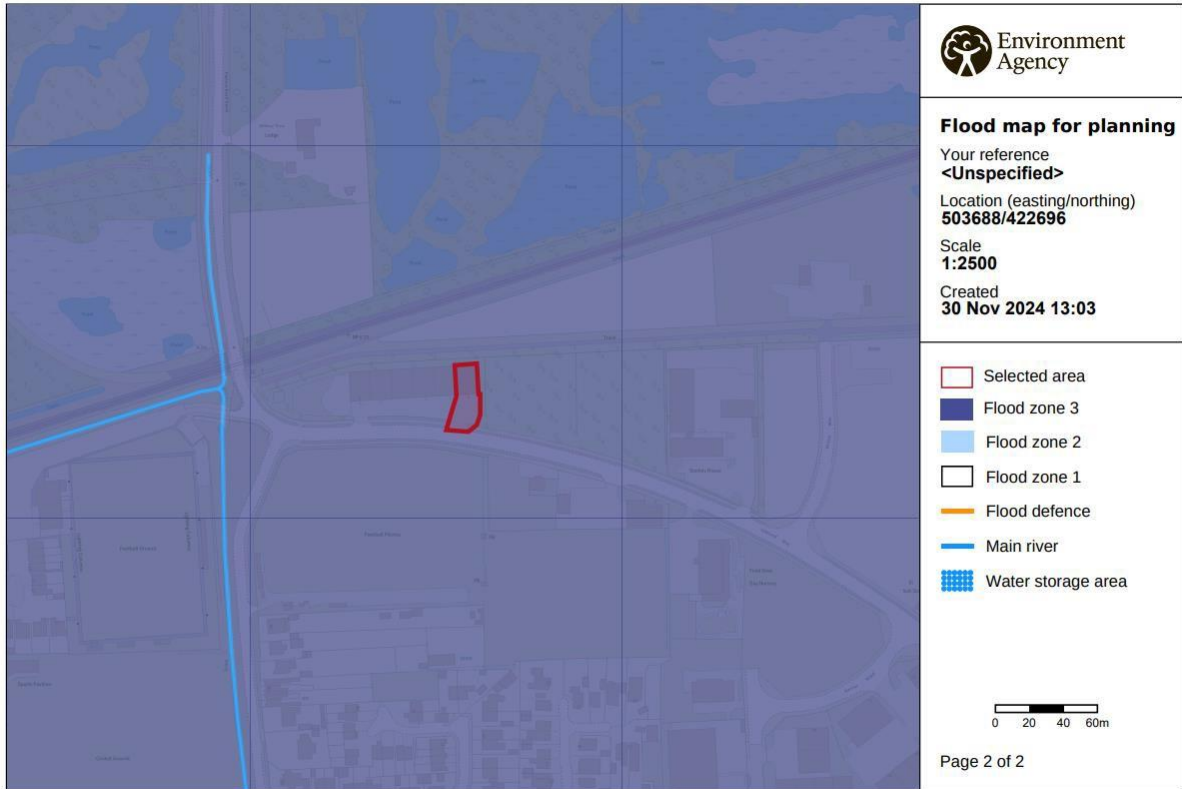 Environment
Agency
Flood map for planning
Your reference
<Unspecified>
Location (easting/northing)
503688/422696
Scale
1:2500
Created
30 Nov 2024 13:03
Selected area
Flood zone 3
Flood zone 2
Flood zone 1
Flood defence
Main river
Water storage area
0 20 40 60m
Page 2 of 2